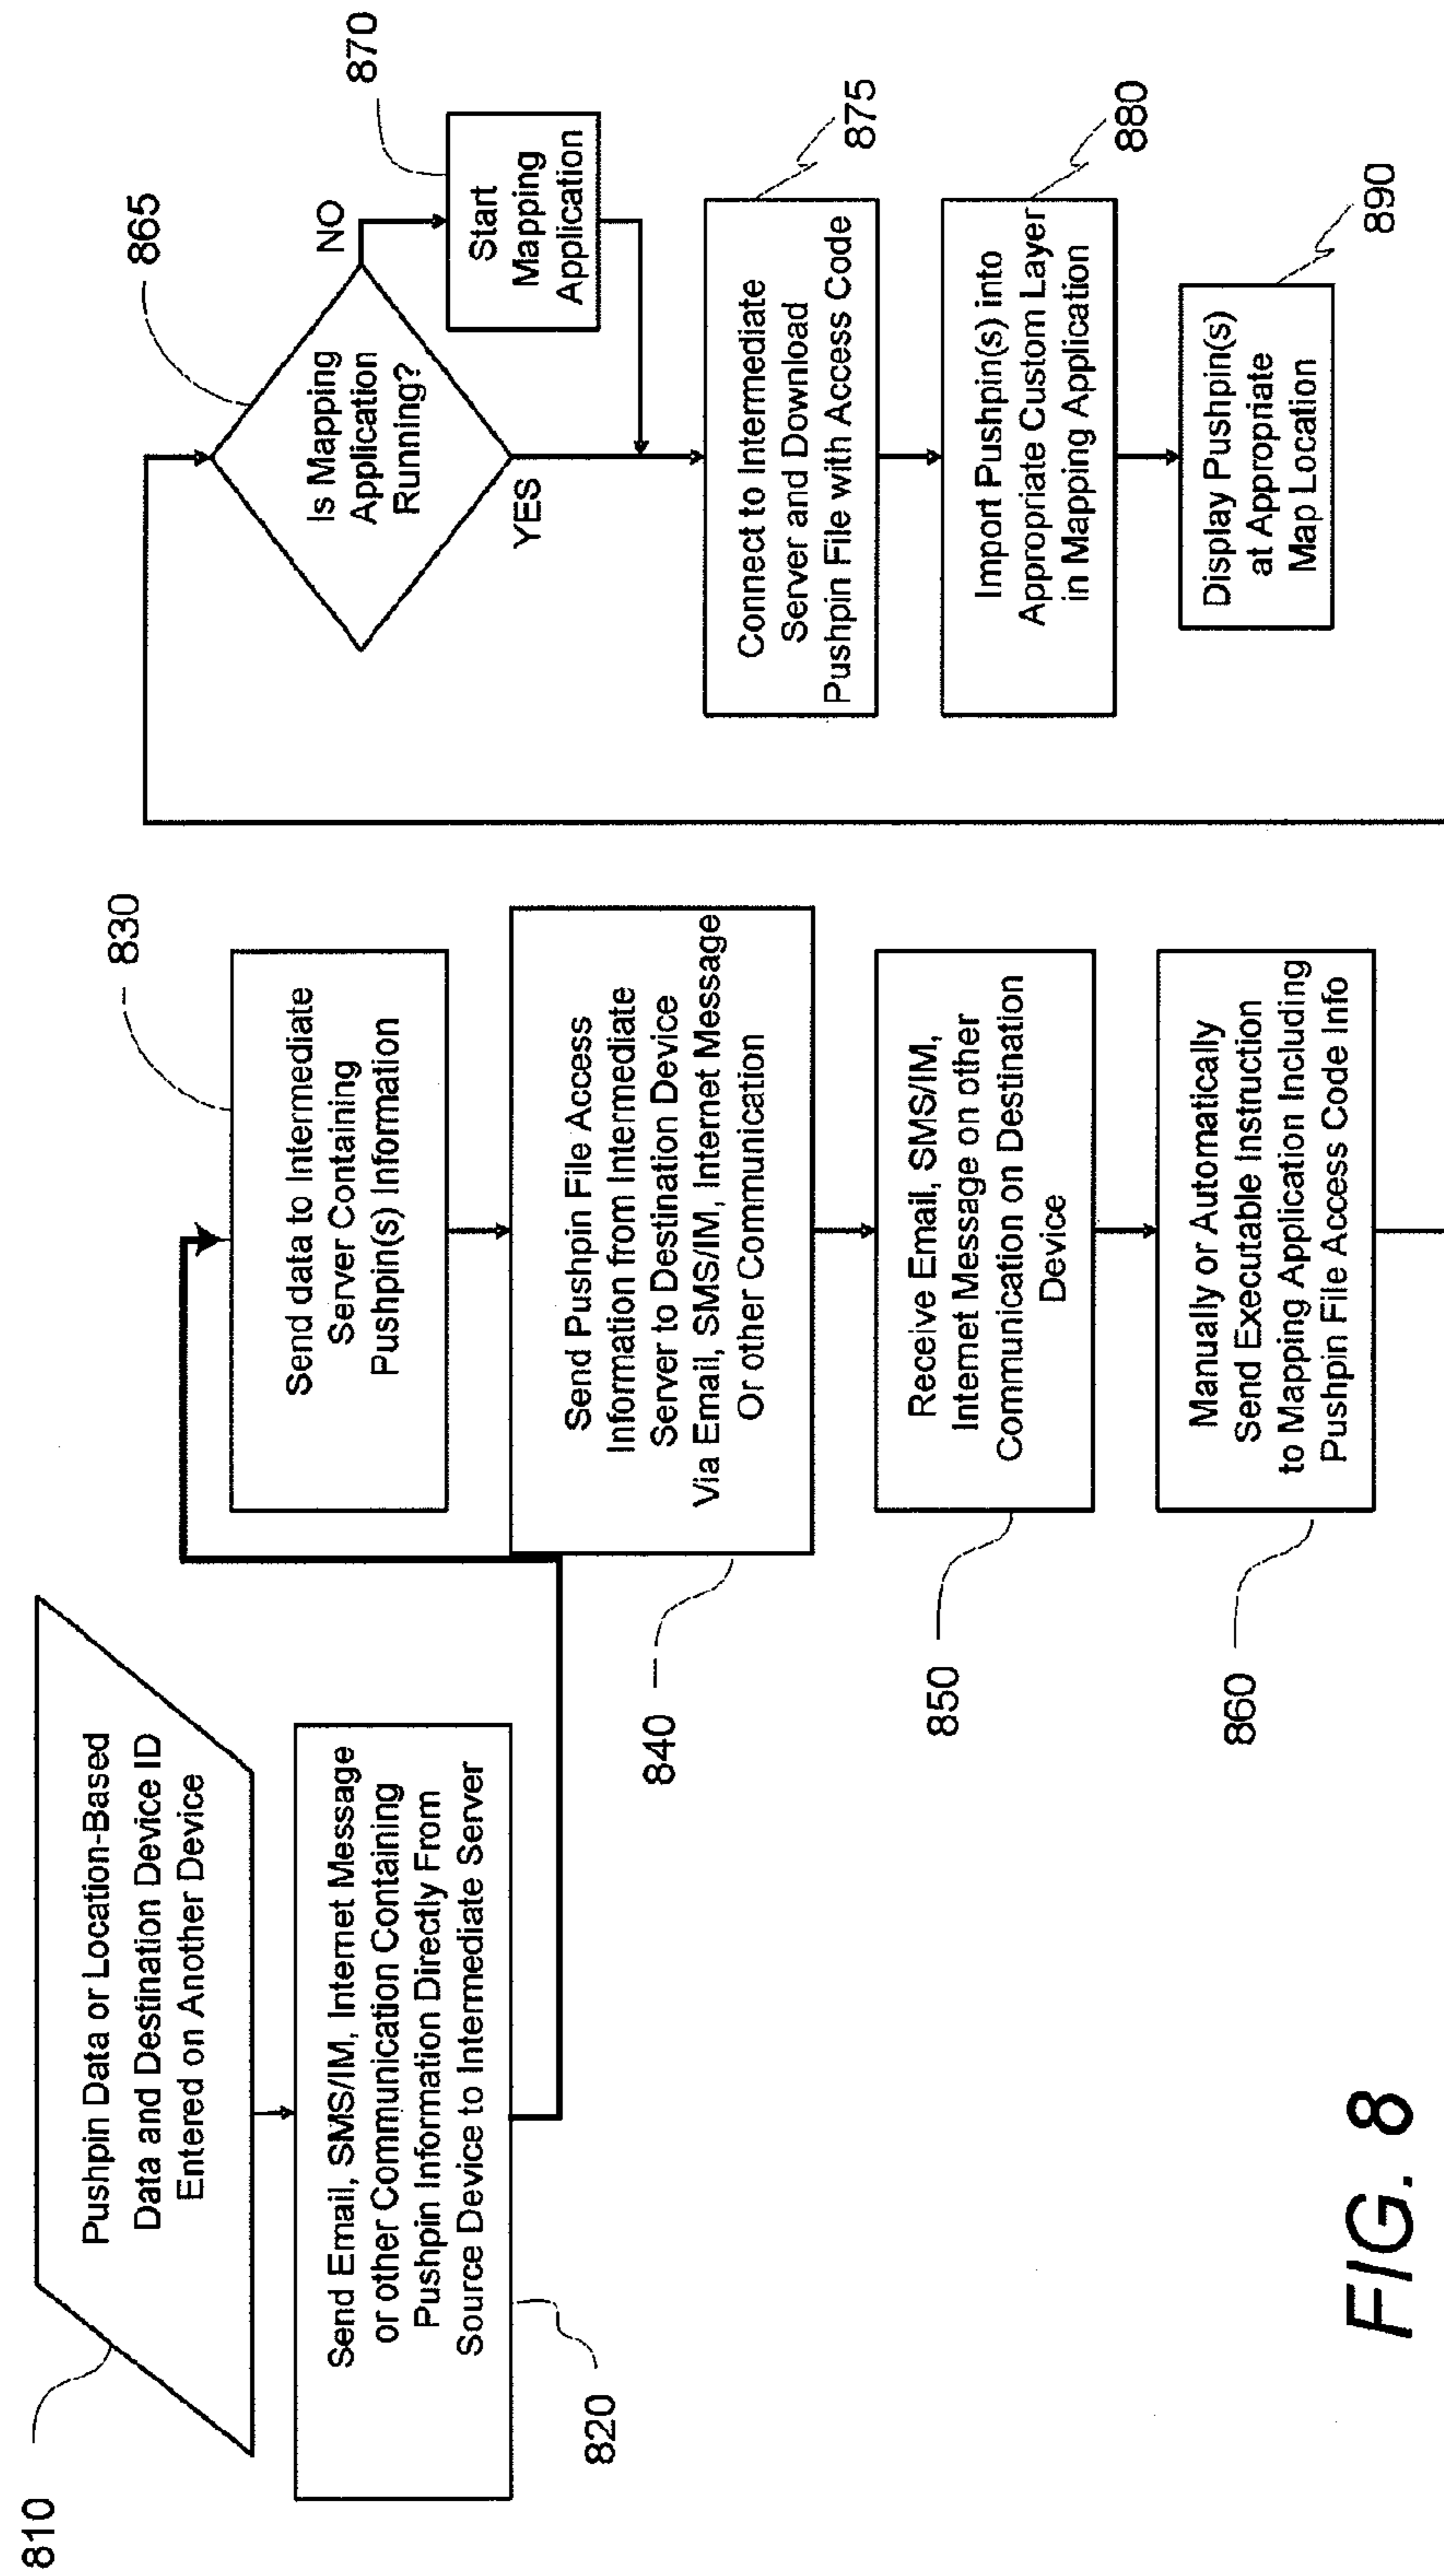 810
Pushpin Data or Location-Based
Data and Destination Device ID
Entered on Another Device
Send Email, SMS/IM, Internet Message
or other Communication Containing
Pushpin Information Directly From
Source Device to Intermediate Server
820
830
Send data to Intermediate
Server Containing
Pushpin(s) Information
Send Pushpin File Access
Information from Intermediate
Server to Destination Device
Via Email, SMS/IM, Internet Message
Or other Communication
840
Receive Email, SMS/IM,
Internet Message on other
Communication on Destination
Device
850
Manually or Automatically
Send Executable Instruction
to Mapping Application Including
Pushpin File Access Code Info
860
865
Is Mapping
Application
Running?
NO
YES
870
Start
Mapping
Application
Connect to Intermediate
Server and Download
Pushpin File with Access Code
875
Import Pushpin(s) into
Appropriate Custom Layer
in Mapping Application
880
Display Pushpin(s)
at Appropriate
Map Location
890
FIG. 8